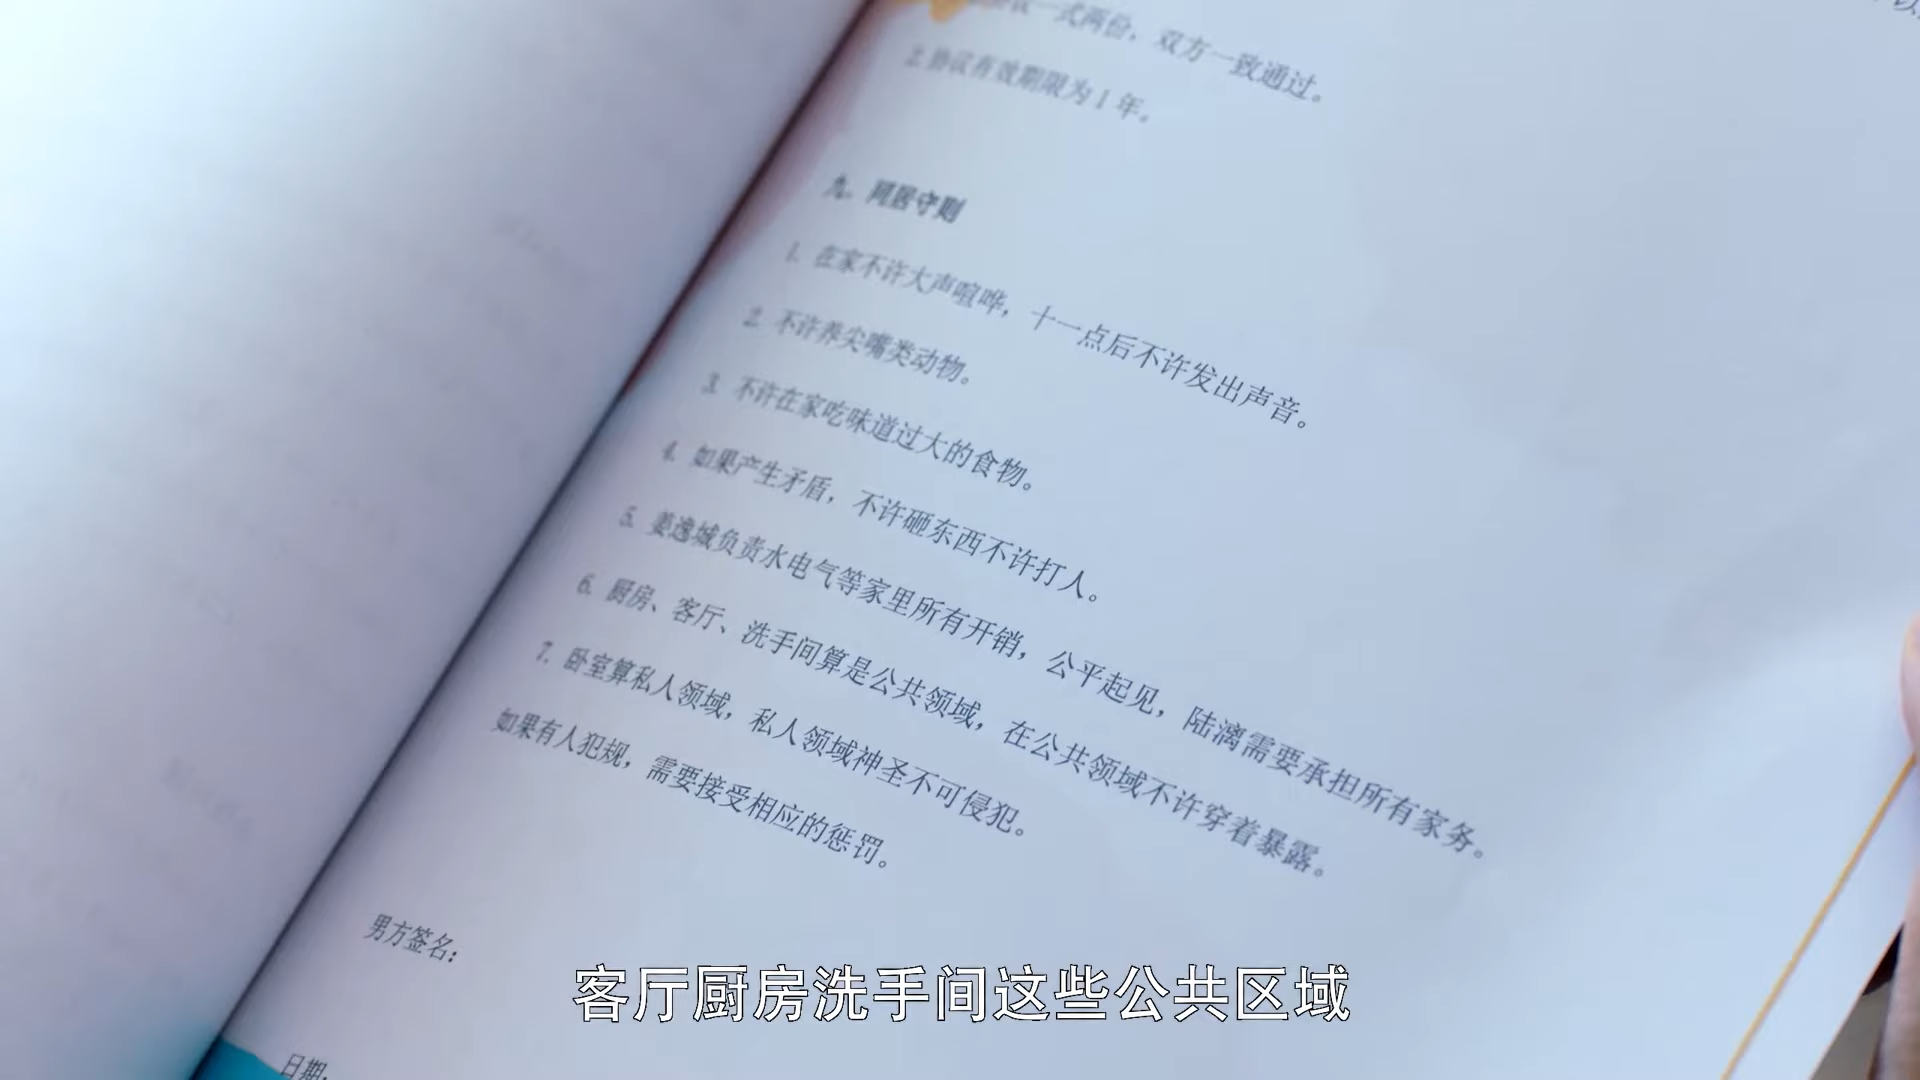 一式两份，双方一致通过。
2.协议有效期限为1年。
九、同居守则
1. 在家不许大声喧哗，十一点后不许发出声音。
2. 不许养尖嘴类动物。
3. 不许在家吃味道过大的食物。
4. 如果产生矛盾，不许砸东西不许打人。
5. 姜逸城负责水电气等家里所有开销，公平起见，陆漓需要承担所有家务。
6. 厨房、客厅、洗手间算是公共领域，在公共领域不许穿着暴露。
7. 卧室算私人领域，私人领域神圣不可侵犯。
如果有人犯规，需要接受相应的惩罚。
男方签名：
日期：
客厅厨房洗手间这些公共区域